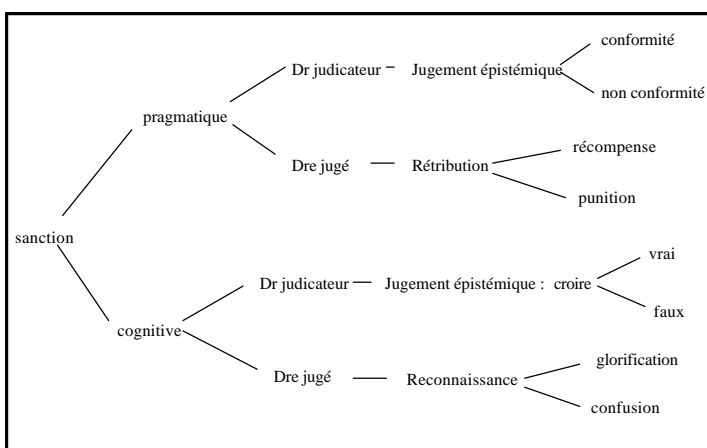 conformité
Dr judicateur – Jugement épistémique
non conformité
pragmatique
récompense
Dre jugé — Rétribution
punition
sanction
vrai
Dr judicateur — Jugement épistémique : croire
faux
cognitive
glorification
Dre jugé — Reconnaissance
confusion